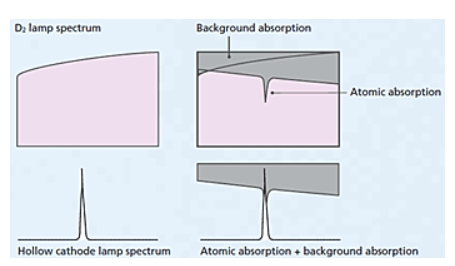 D₂ lamp spectrum
Background absorption
Atomic absorption
Hollow cathode lamp spectrum
Atomic absorption + background absorption